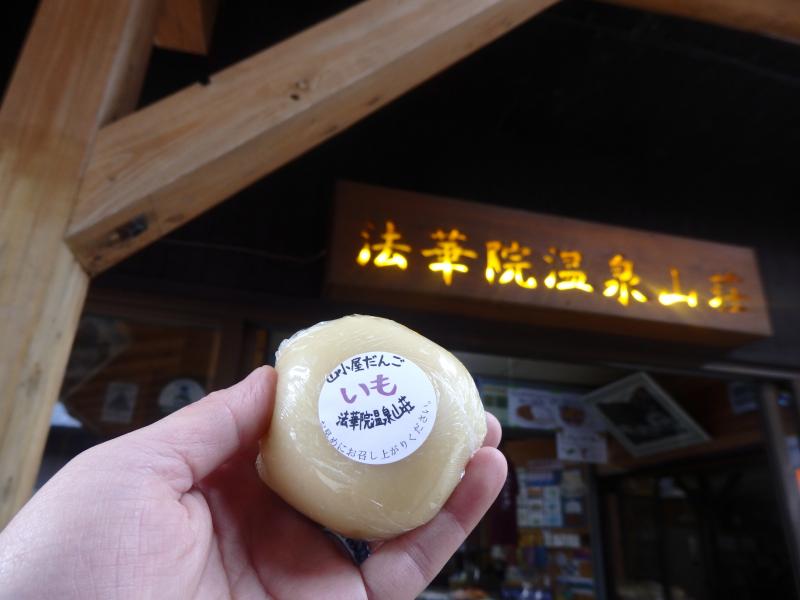 法華院温泉山荘
山小屋だんご
いも
法華院温泉山荘
お早めにお召し上がりください。